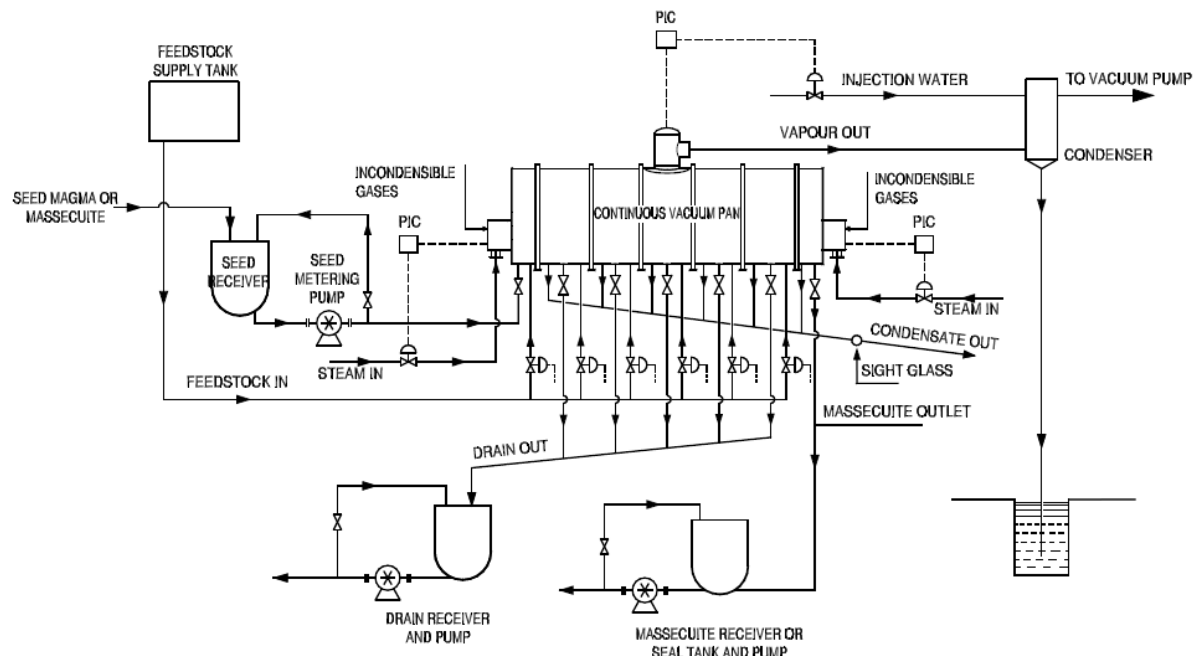 PIC
FEEDSTOCK
SUPPLY TANK
INJECTION WATER
TO VACUUM PUMP
VAPOUR OUT
CONDENSER
INCONDENSIBLE
GASES
INCONDENSIBLE
GASES
SEED MAGMA OR
MASSECUITE
PIC
CONTINUOUS VACUUM PAN
PIC
SEED
RECEIVER
SEED
METERING
PUMP
STEAM IN
CONDENSATE OUT
STEAM IN
FEEDSTOCK IN
SIGHT GLASS
MASSECUITE OUTLET
DRAIN OUT
DRAIN RECEIVER
AND PUMP
MASSECUITE RECEIVER OR
SEAL TANK AND PUMP